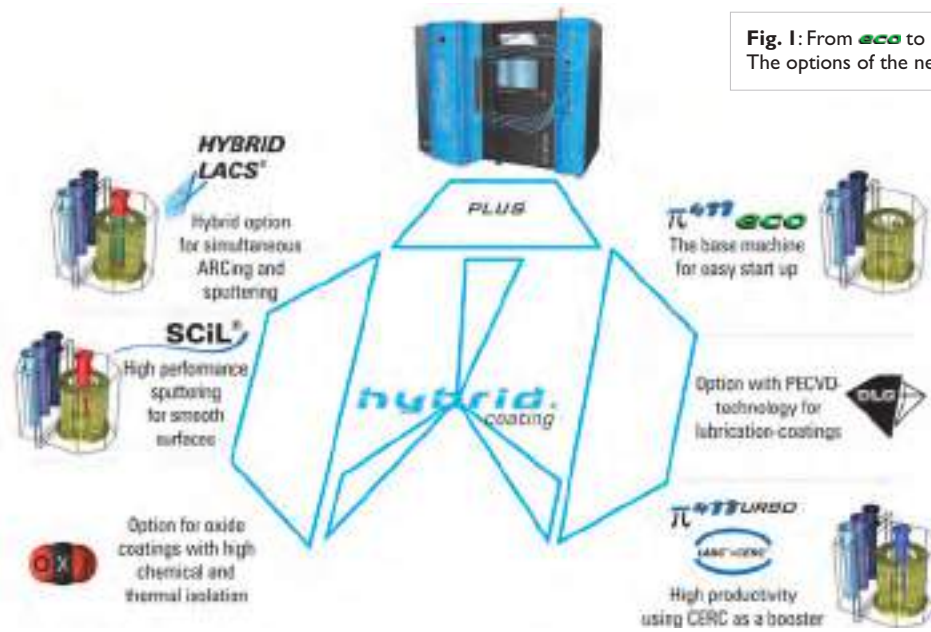 Fig. 1: From eco to
The options of the ne
HYBRID
LACS®
Hybrid option
for simultaneous
ARCing and
sputtering
PLUS
π411 eco
The base machine
for easy start up
SCiL®
High performance
sputtering
for smooth
surfaces
hybrid
coating
Option with PECVD-
technology for
lubrication-coatings
DLC
OX
Option for oxide
coatings with high
chemical and
thermal isolation
π411 TURBO
LARC®+CERC®
High productivity
using CERC as a booster